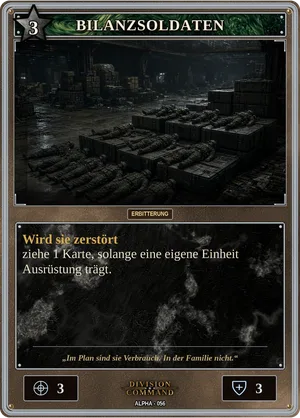 3
BILANZSOLDATEN
ERBITTERUNG
Wird sie zerstört
ziehe 1 Karte, solange eine eigene Einheit
Ausrüstung trägt.
„Im Plan sind sie Verbrauch. In der Familie nicht.“
3
DIVISION
COMMAND
3
ALPHA - 056